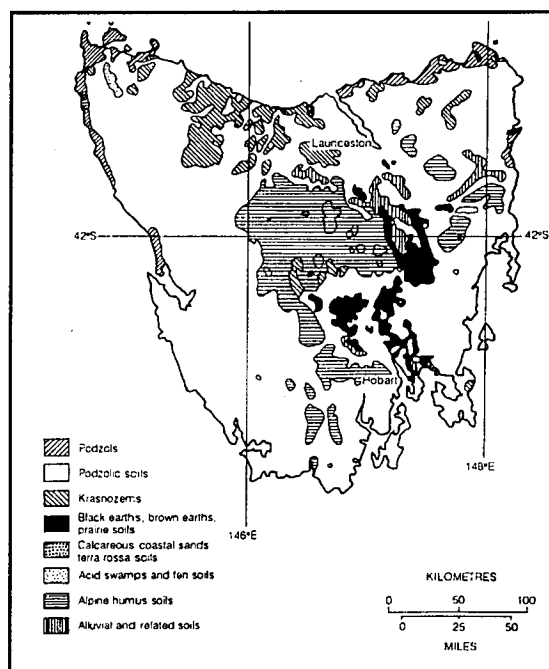 Launceston
42°S
42°S
Hobart
148°E
146°E
Podzols
Podzolic soils
Krasnozems
Black earths, brown earths,
prairie soils
Calcareous coastal sands
terra rossa soils
Acid swamps and fen soils
Alpine humus soils
Alluvial and related soils
KILOMETRES
0 50 100
0 25 50
MILES